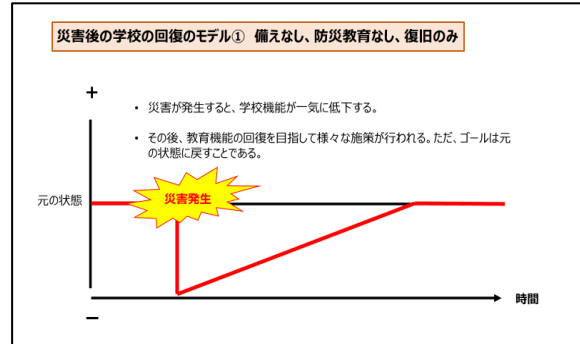 災害後の学校の回復のモデル① 備えなし、防災教育なし、復旧のみ
＋
• 災害が発生すると、学校機能が一気に低下する。
• その後、教育機能の回復を目指して様々な施策が行われる。ただ、ゴールは元
の状態に戻すことである。
元の状態
災害発生
時間
－